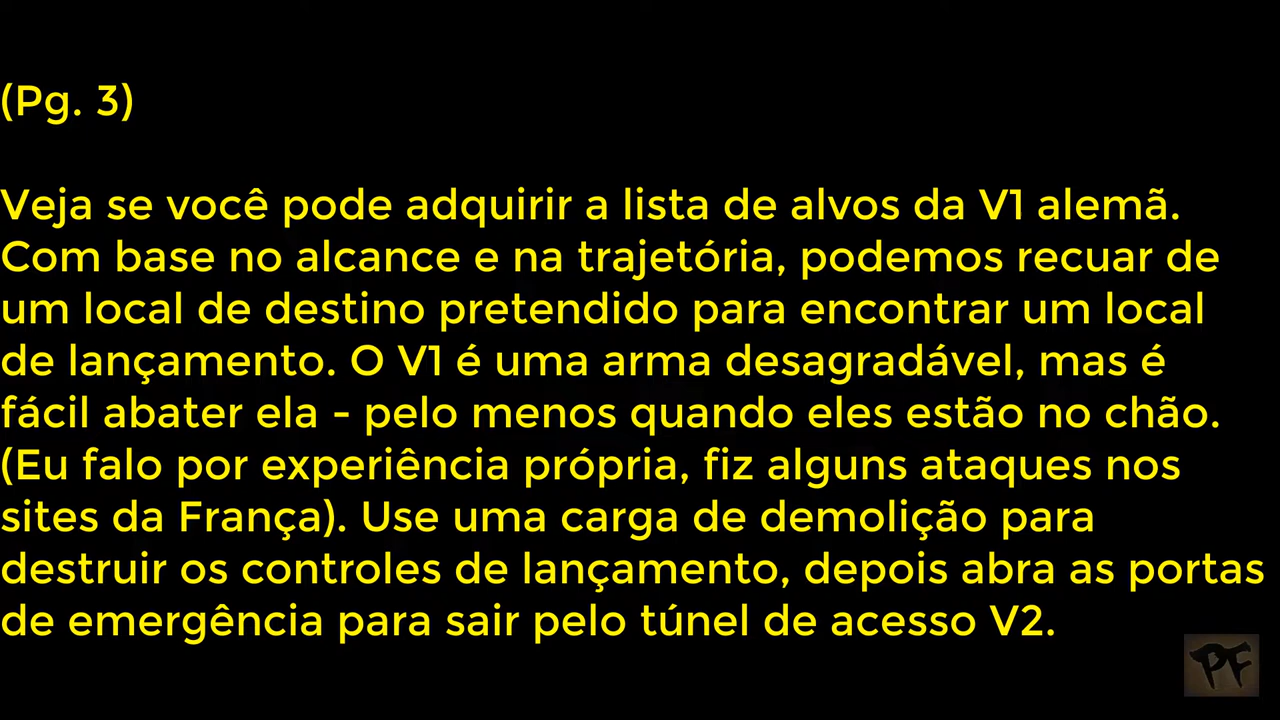 (Pg. 3)
Veja se você pode adquirir a lista de alvos da V1 alemã.
Com base no alcance e na trajetória, podemos recuar de
um local de destino pretendido para encontrar um local
de lançamento. O V1 é uma arma desagradável, mas é
fácil abater ela - pelo menos quando eles estão no chão.
(Eu falo por experiência própria, fiz alguns ataques nos
sites da França). Use uma carga de demolição para
destruir os controles de lançamento, depois abra as portas
de emergência para sair pelo túnel de acesso V2.
PF